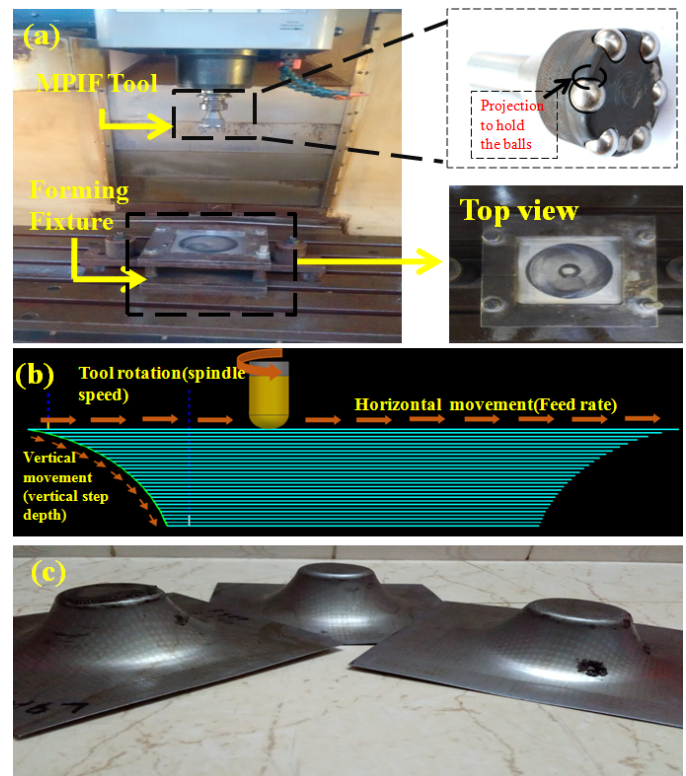 (a)
MPIF Tool
Projection
to hold
the balls
Forming
Fixture
Top view
(b)
Tool rotation(spindle
speed)
Horizontal movement(Feed rate)
Vertical
movement
(vertical step
depth)
(c)